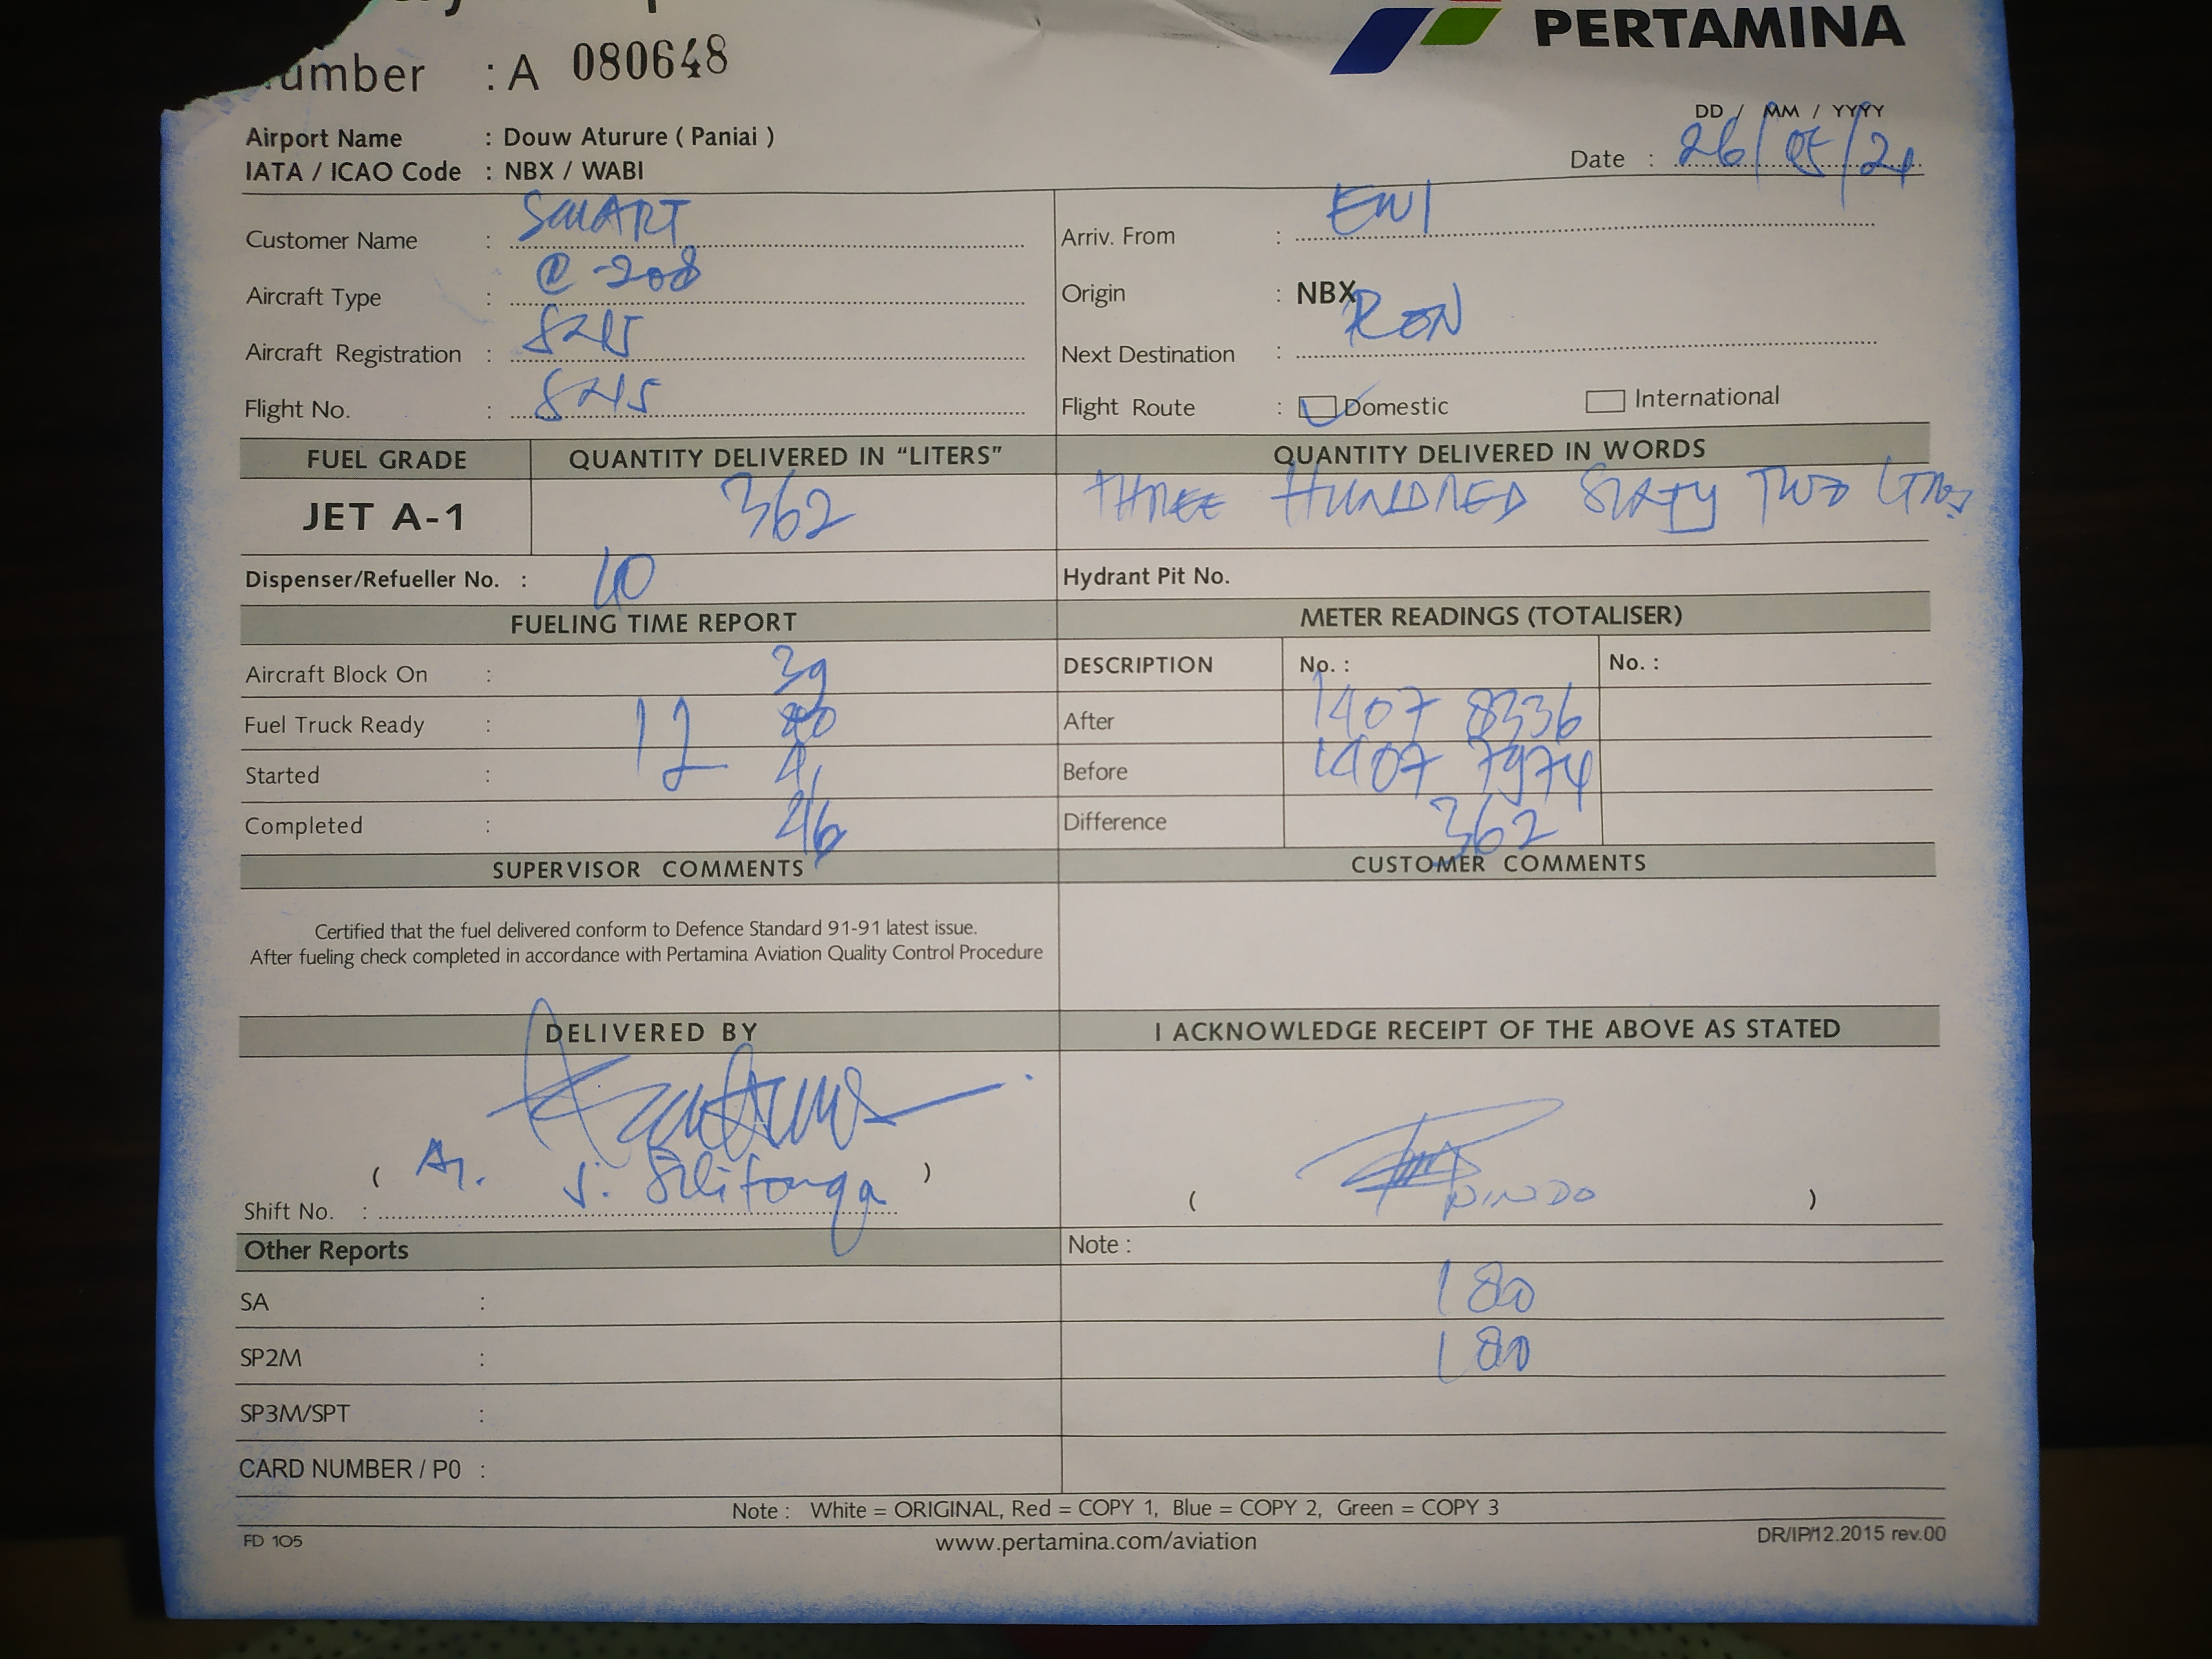 PERTAMINA
umber : A 080648
Airport Name : Douw Aturure ( Paniai )
IATA / ICAO Code : NBX / WABI
DD / MM / YYYY
Date : 26/05/21
Customer Name : SMART
Arriv. From : EWI
Aircraft Type : C-208
Origin : NBX
Aircraft Registration : SNS
Next Destination : RON
Flight No. : SNS
Flight Route : Domestic International
FUEL GRADE QUANTITY DELIVERED IN “LITERS” QUANTITY DELIVERED IN WORDS
JET A-1 362 THREE HUNDRED SIXTY TWO LTRS
Dispenser/Refueller No. : 10 Hydrant Pit No.
FUELING TIME REPORT METER READINGS (TOTALISER)
Aircraft Block On : 39 DESCRIPTION No. : No. :
Fuel Truck Ready : 12 40 After 1407 8336
Started : 41 Before 1407 7974
Completed : 46 Difference 362
SUPERVISOR COMMENTS CUSTOMER COMMENTS
Certified that the fuel delivered conform to Defence Standard 91-91 latest issue.
After fueling check completed in accordance with Pertamina Aviation Quality Control Procedure
DELIVERED BY I ACKNOWLEDGE RECEIPT OF THE ABOVE AS STATED
( J. Silitonga ) ( NINDO )
Shift No. :
Other Reports Note :
SA : 180
SP2M : 180
SP3M/SPT :
CARD NUMBER / P0 :
Note : White = ORIGINAL, Red = COPY 1, Blue = COPY 2, Green = COPY 3
FD 105 www.pertamina.com/aviation DR/IP/12.2015 rev.00